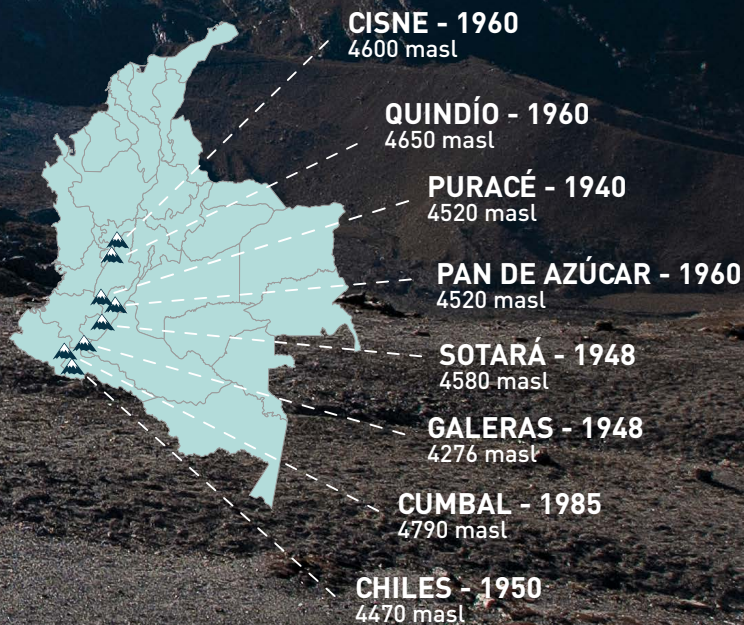 CISNE - 1960
4600 masl
QUINDÍO - 1960
4650 masl
PURACÉ - 1940
4520 masl
PAN DE AZÚCAR - 1960
4520 masl
SOTARÁ - 1948
4580 masl
GALERAS - 1948
4276 masl
CUMBAL - 1985
4790 masl
CHILES - 1950
4470 masl